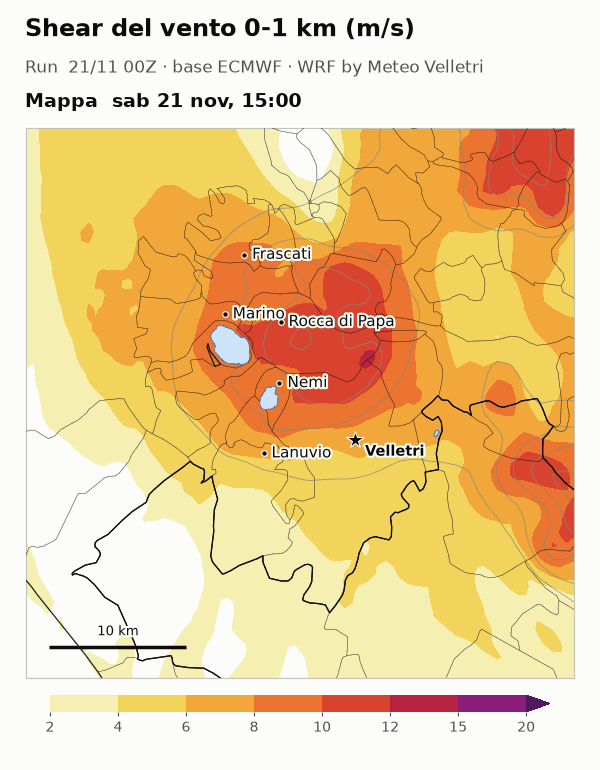 Shear del vento 0-1 km (m/s)
Run  21/11 00Z · base ECMWF · WRF by Meteo Velletri
Mappa  sab 21 nov, 15:00
Frascati
Marino
Rocca di Papa
Nemi
Velletri
Lanuvio
10 km
2 4 6 8 10 12 15 20